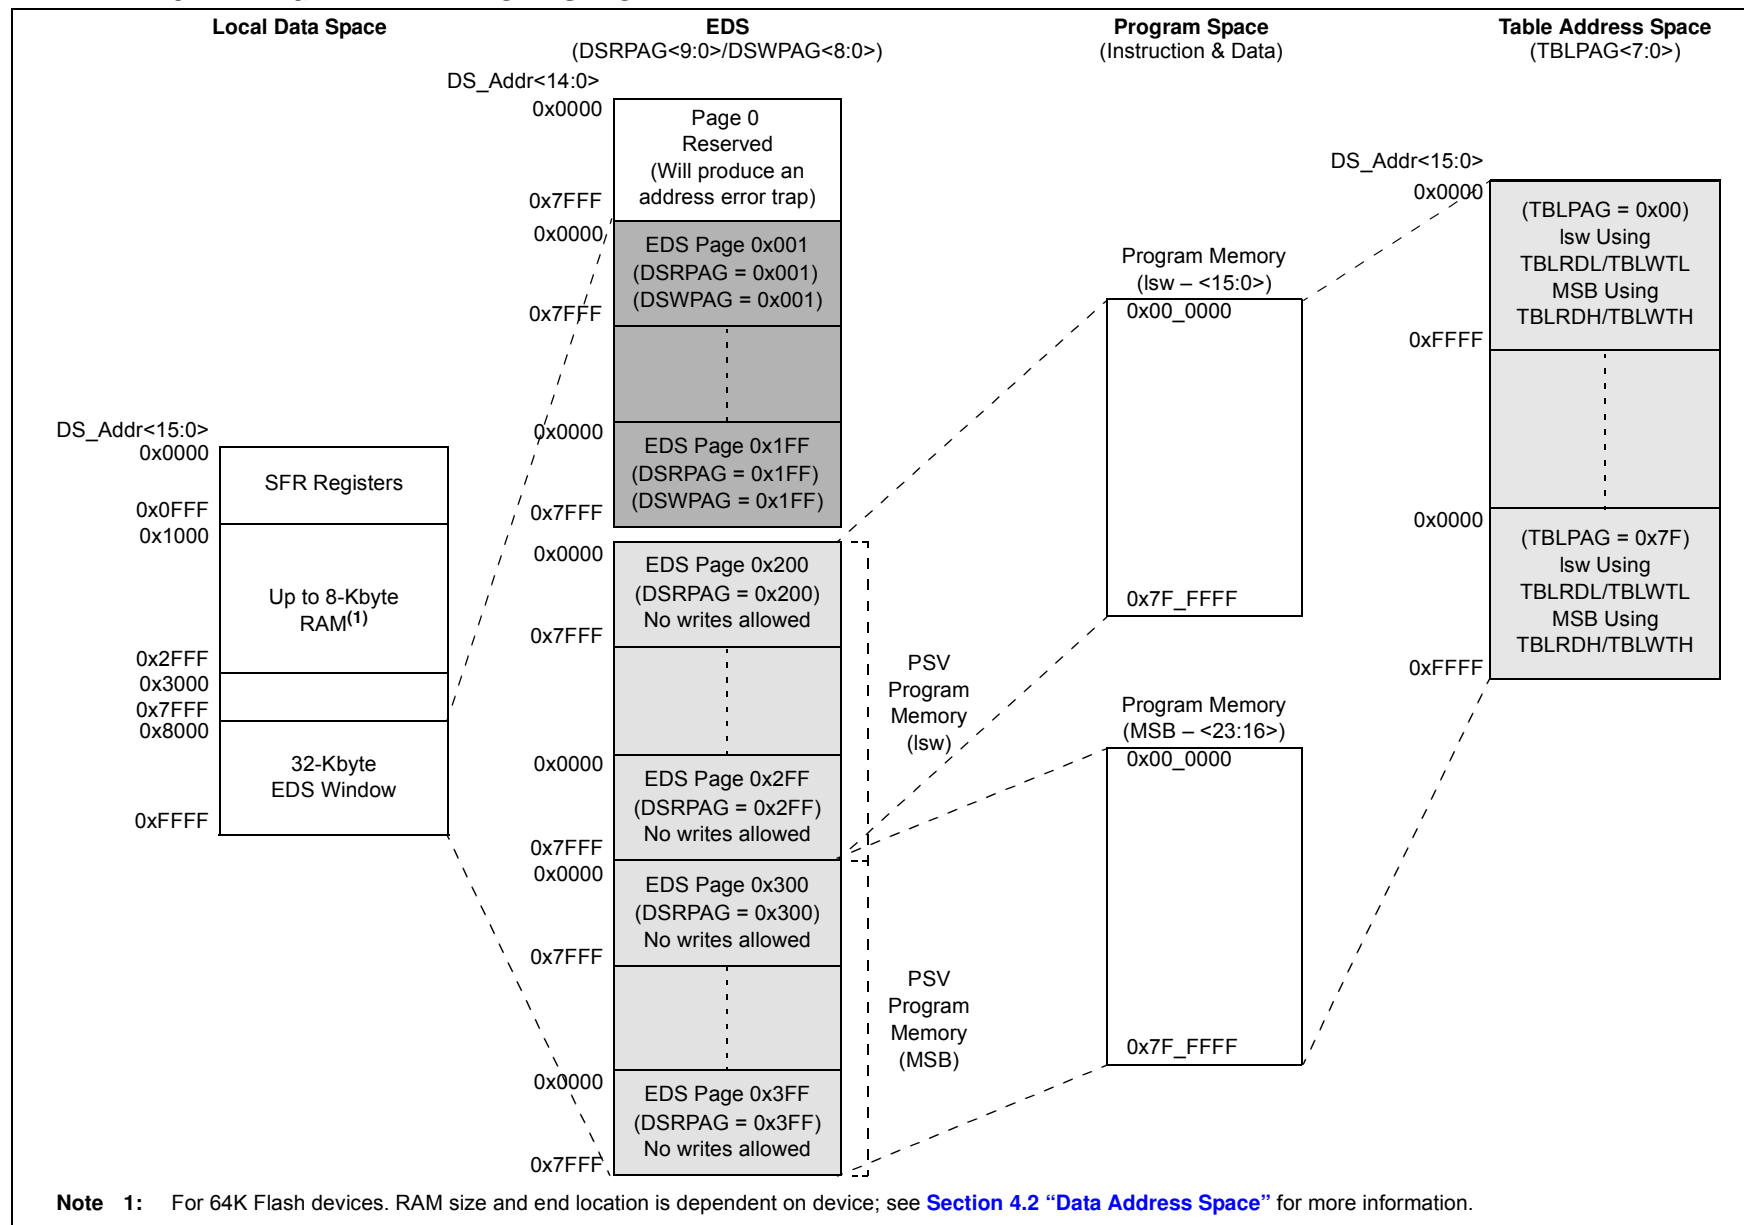 Local Data Space
EDS
(DSRPAG<9:0>/DSWPAG<8:0>)
Program Space
(Instruction & Data)
Table Address Space
(TBLPAG<7:0>)
DS_Addr<15:0>
0x0000
SFR Registers
0x0FFF
0x1000
Up to 8-Kbyte
RAM(1)
0x2FFF
0x3000
0x7FFF
0x8000
32-Kbyte
EDS Window
0xFFFF
DS_Addr<14:0>
0x0000
Page 0
Reserved
(Will produce an
address error trap)
0x7FFF
0x0000
EDS Page 0x001
(DSRPAG = 0x001)
(DSWPAG = 0x001)
0x7FFF
0x0000
EDS Page 0x1FF
(DSRPAG = 0x1FF)
(DSWPAG = 0x1FF)
0x7FFF
0x0000
EDS Page 0x200
(DSRPAG = 0x200)
No writes allowed
0x7FFF
0x0000
EDS Page 0x2FF
(DSRPAG = 0x2FF)
No writes allowed
0x7FFF
0x0000
EDS Page 0x300
(DSRPAG = 0x300)
No writes allowed
0x7FFF
0x0000
EDS Page 0x3FF
(DSRPAG = 0x3FF)
No writes allowed
0x7FFF
PSV
Program
Memory
(lsw)
PSV
Program
Memory
(MSB)
Program Memory
(lsw – <15:0>)
0x00_0000
0x7F_FFFF
Program Memory
(MSB – <23:16>)
0x00_0000
0x7F_FFFF
DS_Addr<15:0>
0x0000
(TBLPAG = 0x00)
lsw Using
TBLRDL/TBLWTL
MSB Using
TBLRDH/TBLWTH
0xFFFF
0x0000
(TBLPAG = 0x7F)
lsw Using
TBLRDL/TBLWTL
MSB Using
TBLRDH/TBLWTH
0xFFFF
Note 1: For 64K Flash devices. RAM size and end location is dependent on device; see Section 4.2 “Data Address Space” for more information.